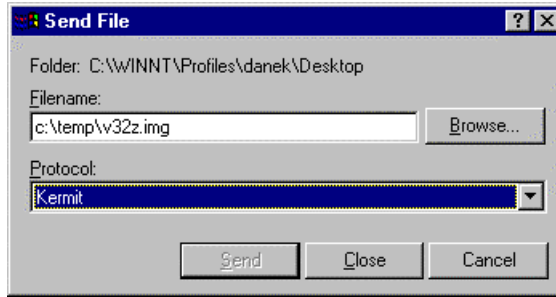 Send File
Folder: C:\WINNT\Profiles\danek\Desktop
Filename:
c:\temp\v32z.img
Browse...
Protocol:
Kermit
Send
Close
Cancel